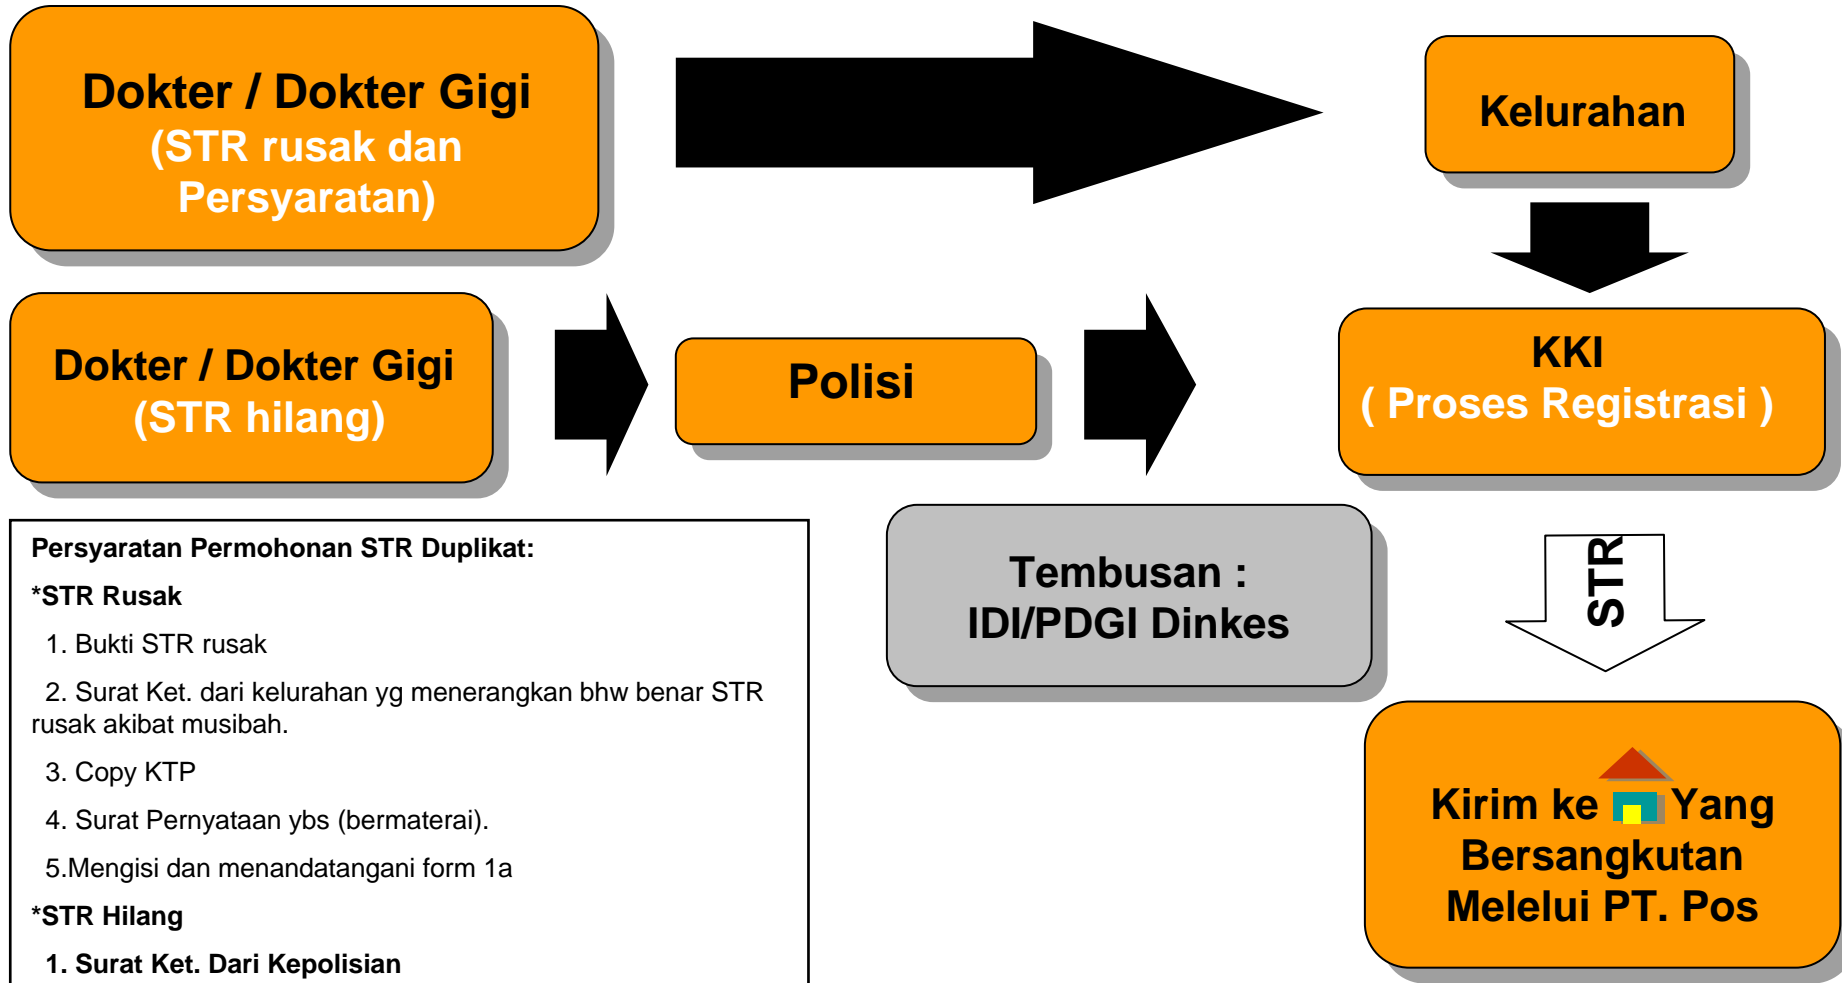 Dokter / Dokter Gigi
(STR rusak dan
Persyaratan)
Kelurahan
Dokter / Dokter Gigi
(STR hilang)
Polisi
KKI
( Proses Registrasi )
Persyaratan Permohonan STR Duplikat:
*STR Rusak
1. Bukti STR rusak
2. Surat Ket. dari kelurahan yg menerangkan bhw benar STR
rusak akibat musibah.
3. Copy KTP
4. Surat Pernyataan ybs (bermaterai).
5.Mengisi dan menandatangani form 1a
*STR Hilang
1. Surat Ket. Dari Kepolisian
Tembusan :
IDI/PDGI Dinkes
STR
Kirim ke Yang
Bersangkutan
Melelui PT. Pos